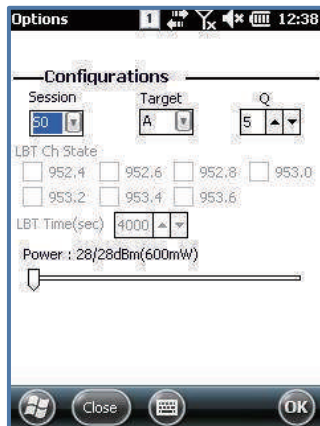 Options 1 12:38
Configurations
Session Target Q
S0 A 5
LBT Ch State
952.4 952.6 952.8 953.0
953.2 953.4 953.6
LBT Time(sec) 4000
Power : 28/28dBm(600mW)
Close OK